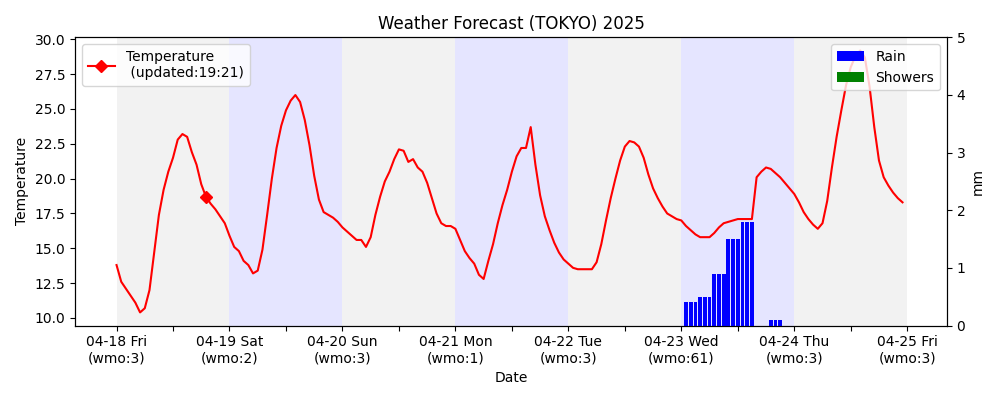 Weather Forecast (TOKYO) 2025
Temperature
(updated:19:21)
Rain
Showers
30.0
27.5
25.0
22.5
20.0
17.5
15.0
12.5
10.0
Temperature
5
4
3
2
1
0
mm
04-18 Fri
(wmo:3)
04-19 Sat
(wmo:2)
04-20 Sun
(wmo:3)
04-21 Mon
(wmo:1)
04-22 Tue
(wmo:3)
04-23 Wed
(wmo:61)
04-24 Thu
(wmo:3)
04-25 Fri
(wmo:3)
Date